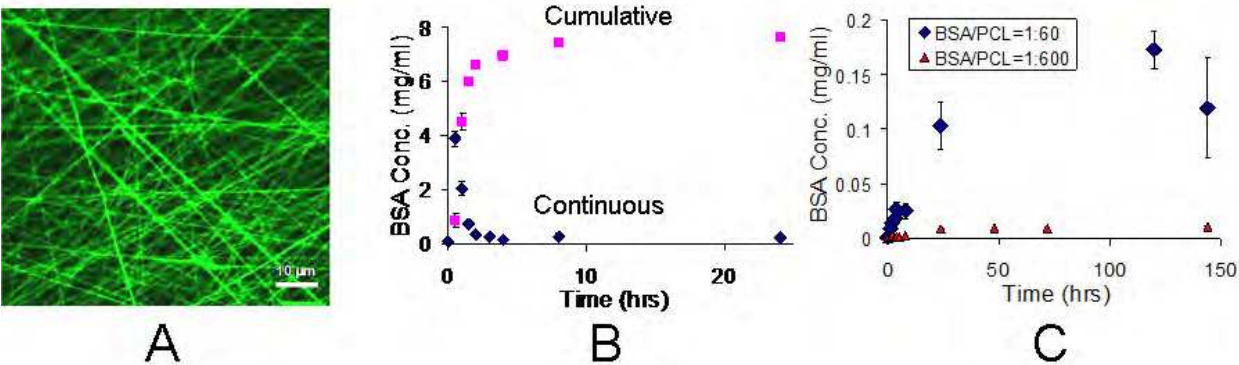 10 µm
A
Cumulative
Continuous
BSA Conc. (mg/ml)
8
6
4
2
0
0
10
20
Time (hrs)
B
BSA/PCL=1:60
BSA/PCL=1:600
BSA Conc. (mg/ml)
0.2
0.15
0.1
0.05
0
0
50
100
150
Time (hrs)
C